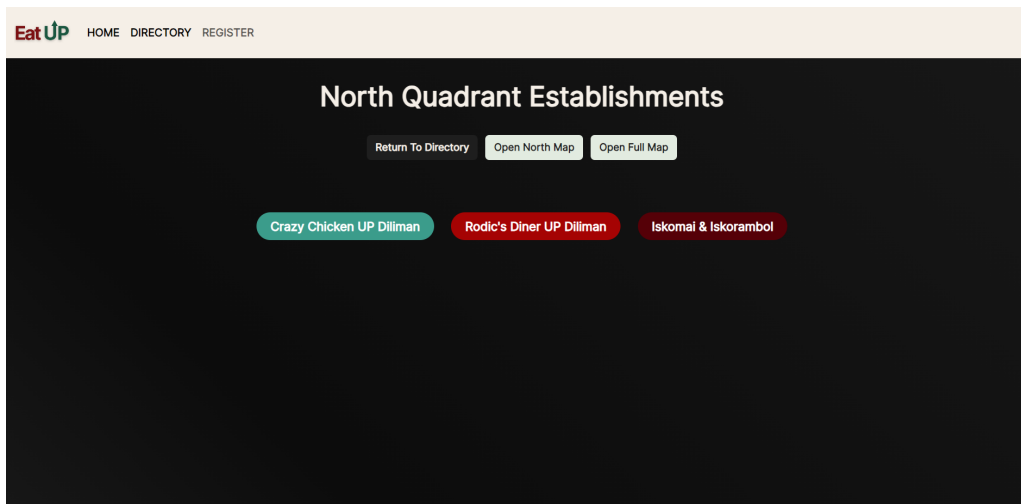 Eat UP HOME DIRECTORY REGISTER
North Quadrant Establishments
Return To Directory Open North Map Open Full Map
Crazy Chicken UP Diliman Rodic's Diner UP Diliman Iskomai & Iskorambol